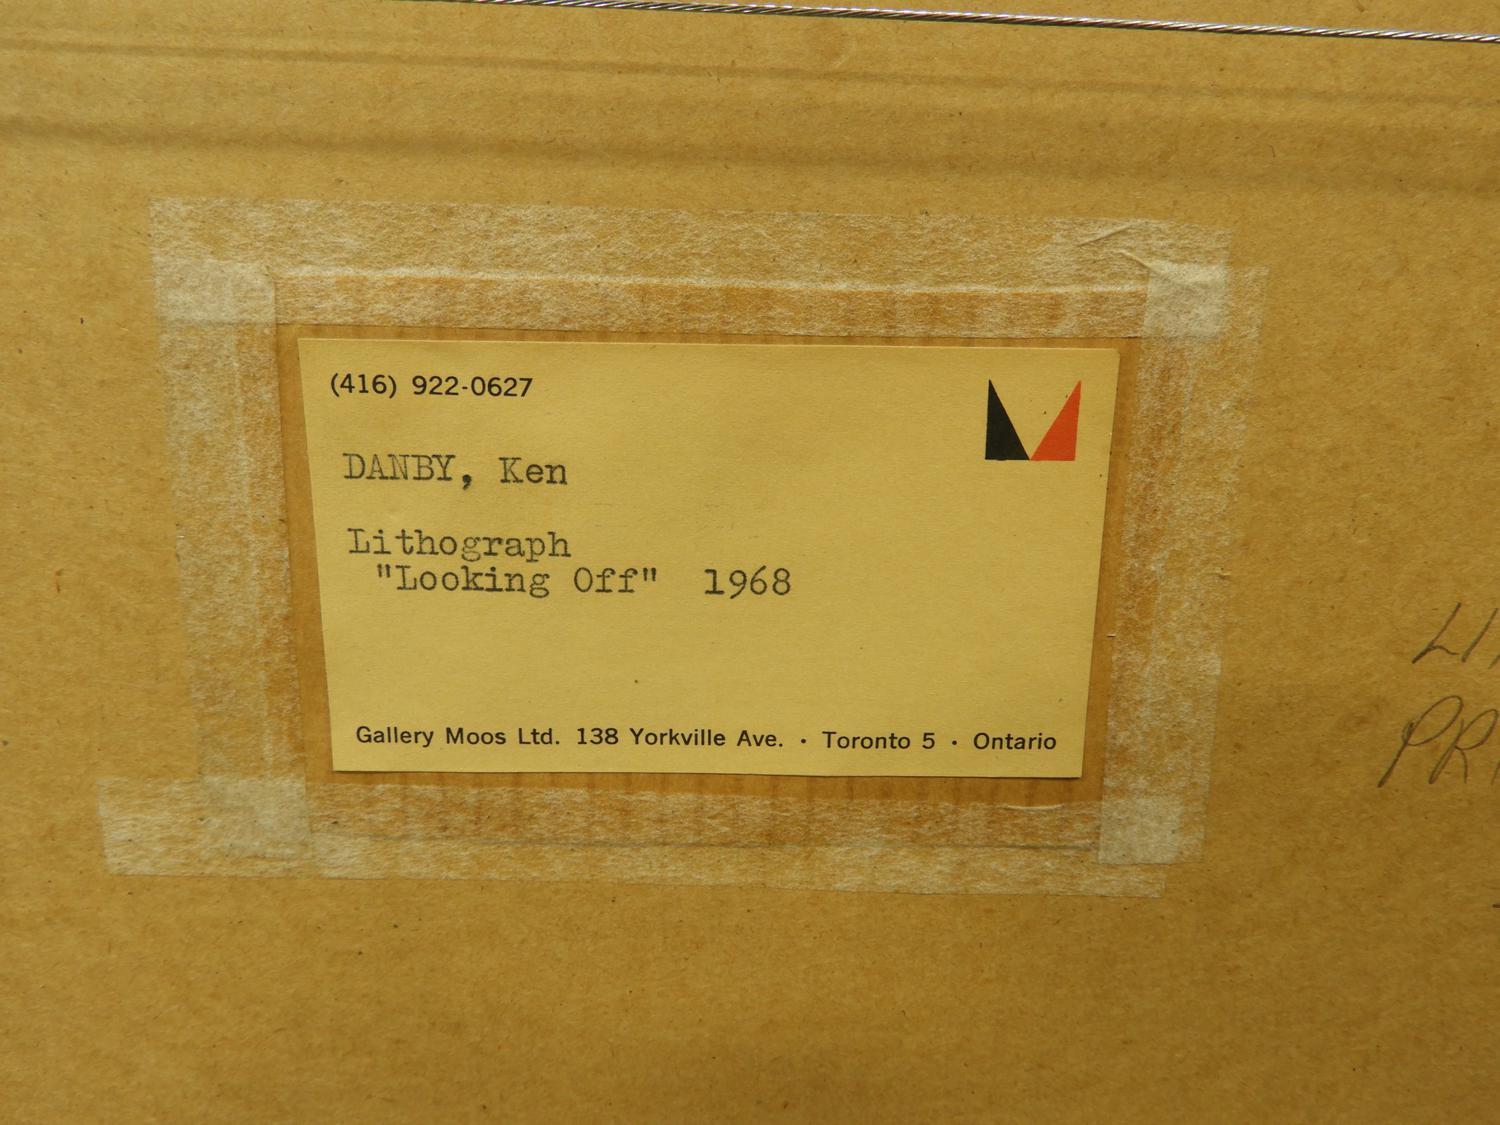 (416) 922-0627
DANBY, Ken
Lithograph
"Looking Off" 1968
Gallery Moos Ltd. 138 Yorkville Ave. · Toronto 5 · Ontario